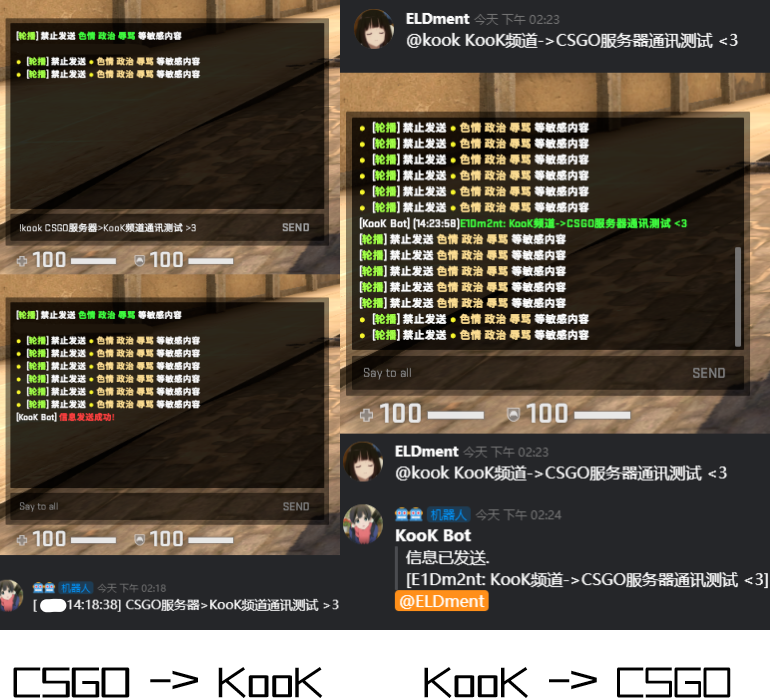 [轮播] 禁止发送 色情 政治 辱骂 等敏感内容
● [轮播] 禁止发送 ● 色情 政治 辱骂 等敏感内容
● [轮播] 禁止发送 ● 色情 政治 辱骂 等敏感内容
!kook CSGO服务器>KooK频道通讯测试 >3 SEND
100 100
[轮播] 禁止发送 色情 政治 辱骂 等敏感内容
● [轮播] 禁止发送 ● 色情 政治 辱骂 等敏感内容
● [轮播] 禁止发送 ● 色情 政治 辱骂 等敏感内容
● [轮播] 禁止发送 ● 色情 政治 辱骂 等敏感内容
● [轮播] 禁止发送 ● 色情 政治 辱骂 等敏感内容
● [轮播] 禁止发送 ● 色情 政治 辱骂 等敏感内容
● [轮播] 禁止发送 ● 色情 政治 辱骂 等敏感内容
[KooK Bot] 信息发送成功!
Say to all SEND
100 100
机器人 今天 下午 02:18
[ 14:18:38] CSGO服务器>KooK频道通讯测试 >3
CSGO -> KooK
ELDment 今天 下午 02:23
@kook KooK频道->CSGO服务器通讯测试 <3
● [轮播] 禁止发送 ● 色情 政治 辱骂 等敏感内容
● [轮播] 禁止发送 ● 色情 政治 辱骂 等敏感内容
● [轮播] 禁止发送 ● 色情 政治 辱骂 等敏感内容
● [轮播] 禁止发送 ● 色情 政治 辱骂 等敏感内容
● [轮播] 禁止发送 ● 色情 政治 辱骂 等敏感内容
● [轮播] 禁止发送 ● 色情 政治 辱骂 等敏感内容
[KooK Bot] [14:23:58]E1Dm2nt: KooK频道->CSGO服务器通讯测试 <3
[轮播] 禁止发送 色情 政治 辱骂 等敏感内容
[轮播] 禁止发送 色情 政治 辱骂 等敏感内容
[轮播] 禁止发送 色情 政治 辱骂 等敏感内容
[轮播] 禁止发送 色情 政治 辱骂 等敏感内容
[轮播] 禁止发送 色情 政治 辱骂 等敏感内容
● [轮播] 禁止发送 ● 色情 政治 辱骂 等敏感内容
● [轮播] 禁止发送 ● 色情 政治 辱骂 等敏感内容
Say to all SEND
100 100
ELDment 今天 下午 02:23
@kook KooK频道->CSGO服务器通讯测试 <3
机器人 今天 下午 02:24
KooK Bot
信息已发送.
[E1Dm2nt: KooK频道->CSGO服务器通讯测试 <3]
@ELDment
KooK -> CSGO